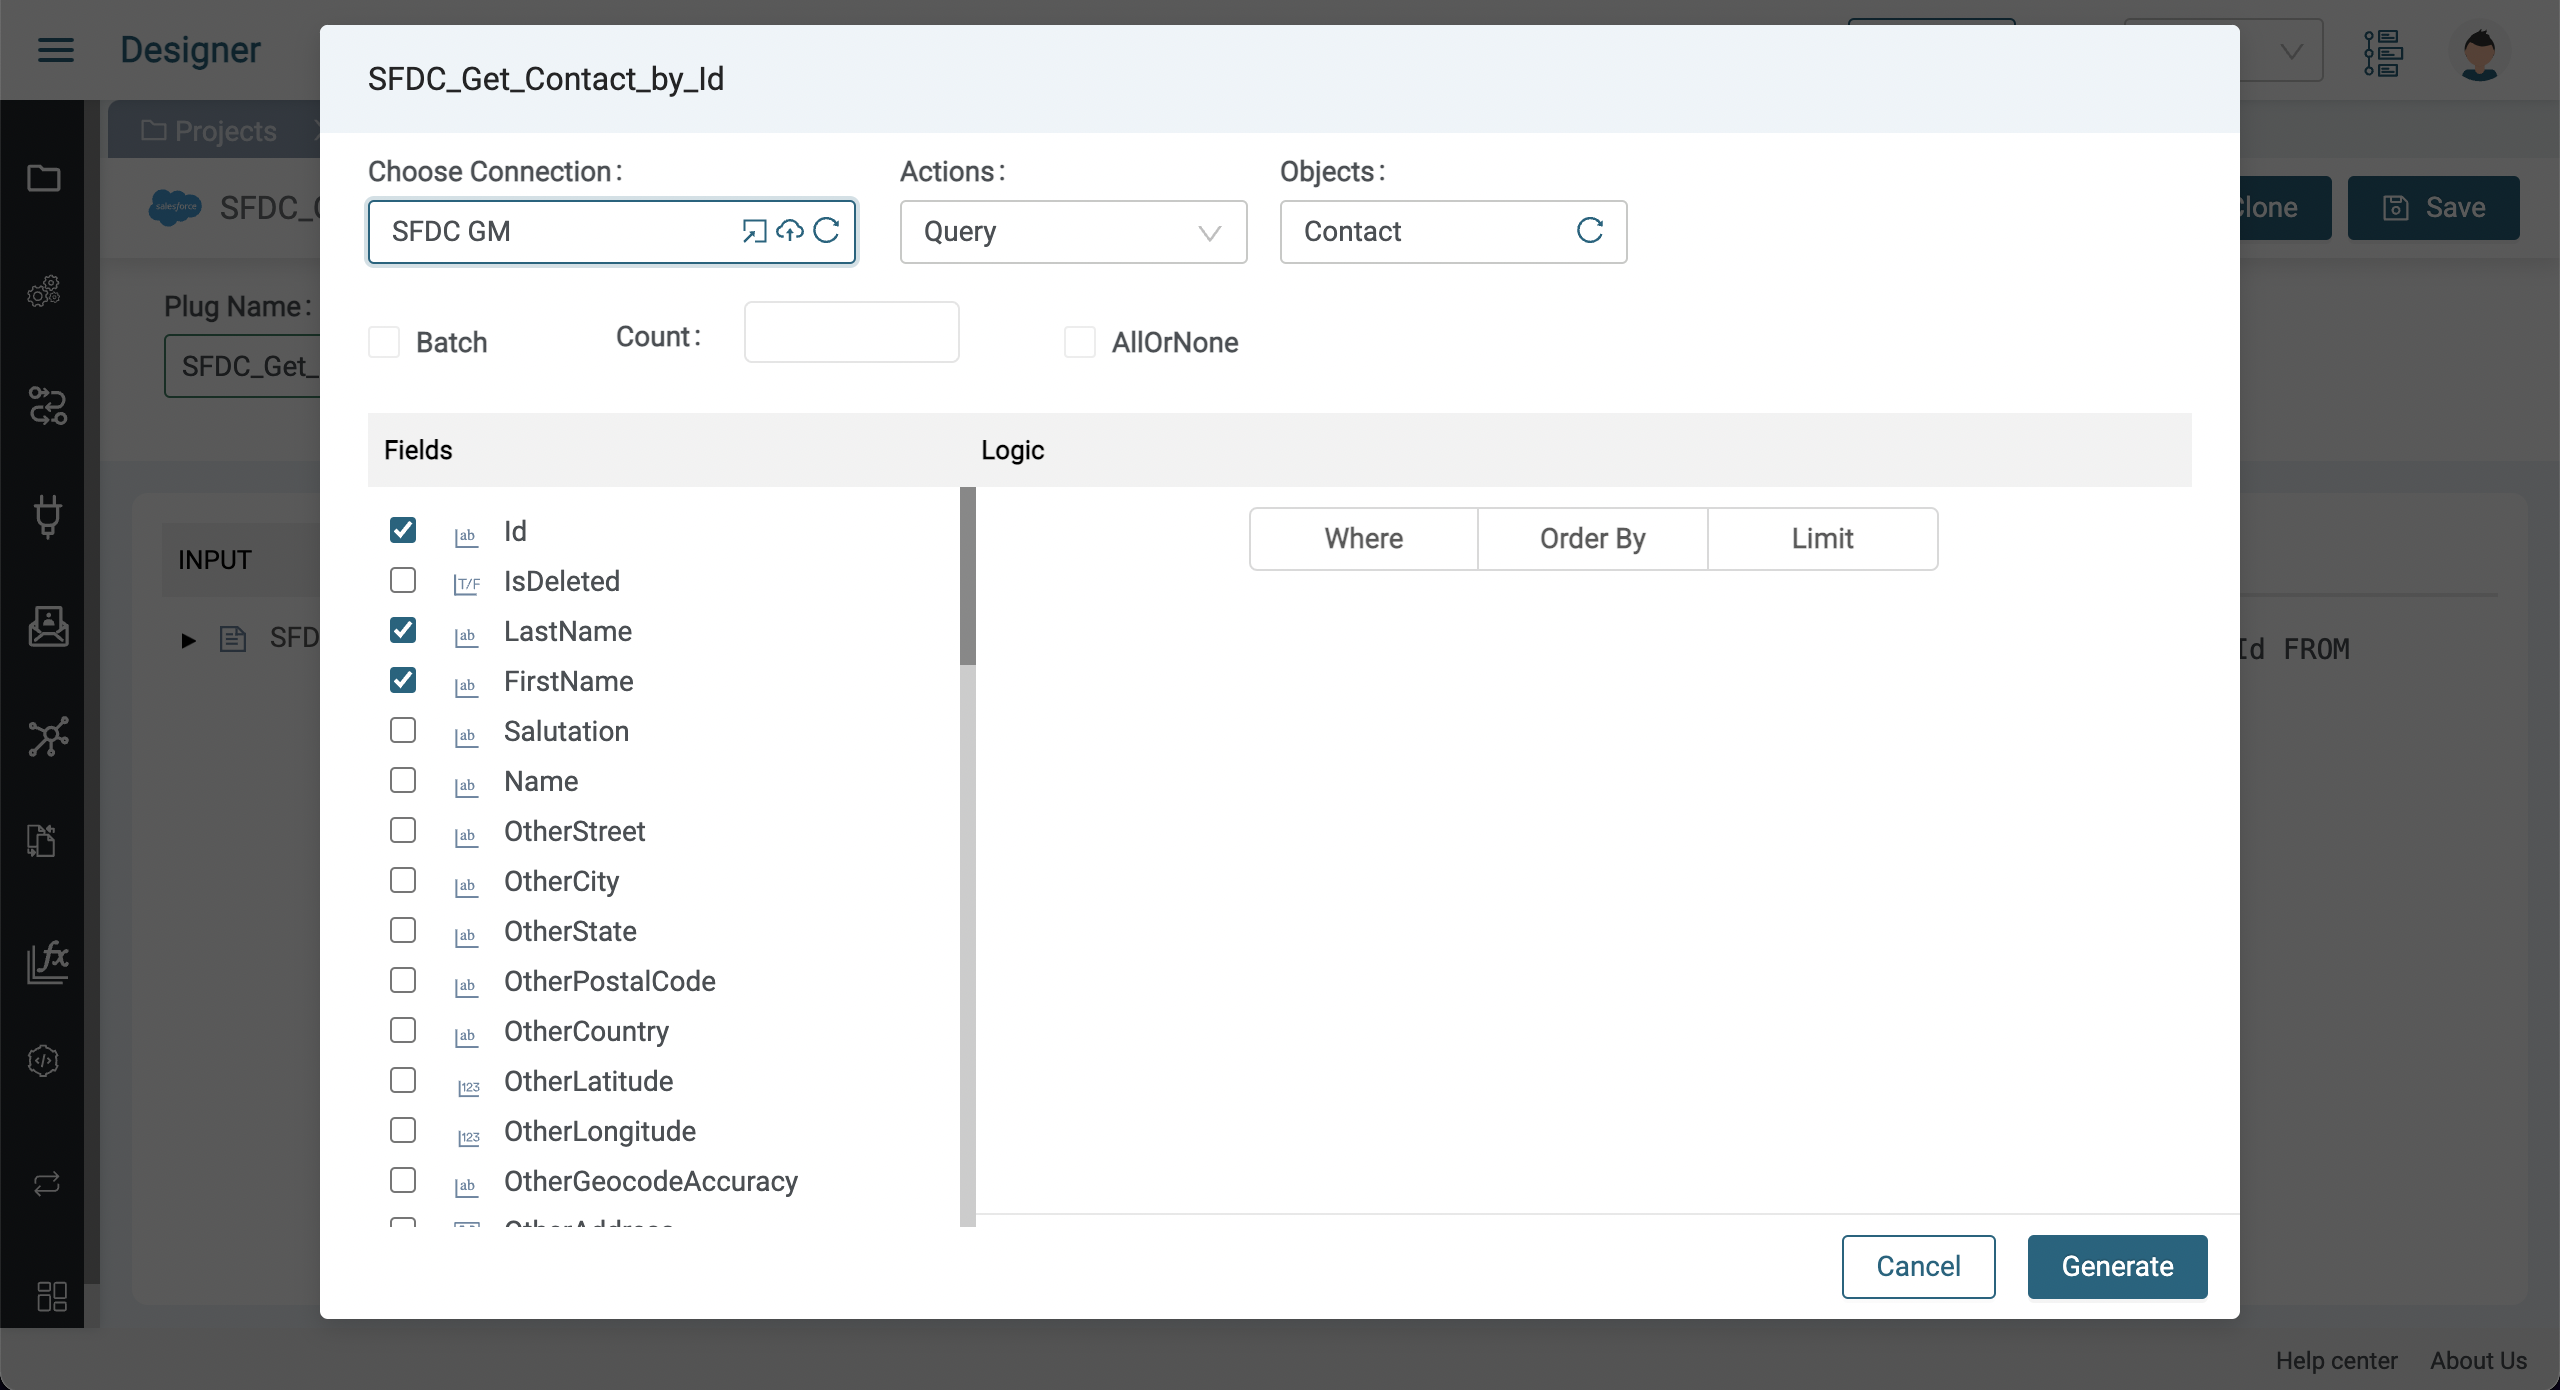 Designer
SFDC_Get_Contact_by_Id
Projects
Choose Connection:
Actions:
Objects:
salesforce
SFDC GM
Query
Contact
Clone
Save
Plug Name:
Batch
Count:
AllOrNone
SFDC_Get_
Fields
Logic
INPUT
Where
Order By
Limit
ab Id
T/F IsDeleted
ab LastName
SFD
Id FROM
ab FirstName
ab Salutation
ab Name
ab OtherStreet
ab OtherCity
ab OtherState
ab OtherPostalCode
ab OtherCountry
123 OtherLatitude
123 OtherLongitude
ab OtherGeocodeAccuracy
OtherAddress
Cancel
Generate
Help center
About Us